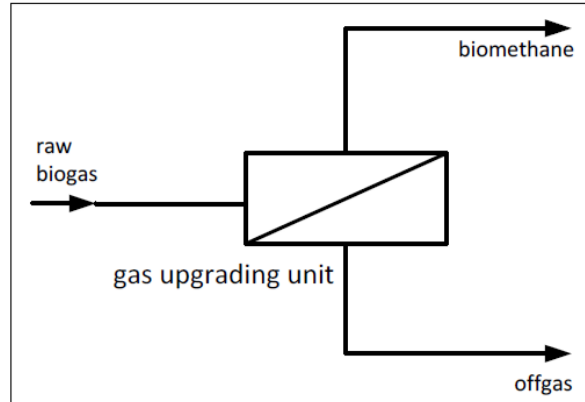 biomethane
raw
biogas
gas upgrading unit
offgas